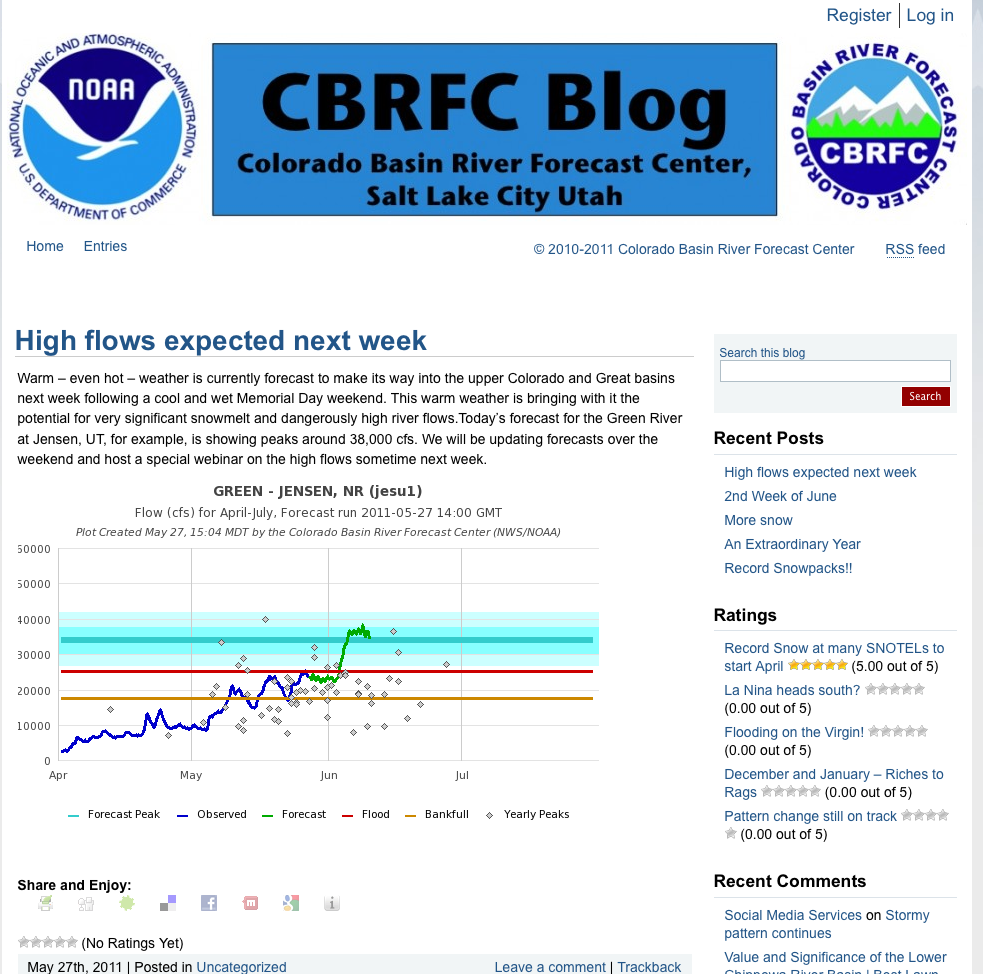 Register | Log in
NATIONAL OCEANIC AND ATMOSPHERIC ADMINISTRATION
NOAA
U.S. DEPARTMENT OF COMMERCE
CBRFC Blog
Colorado Basin River Forecast Center,
Salt Lake City Utah
COLORADO BASIN RIVER FORECAST CENTER
CBRFC
Home Entries
© 2010-2011 Colorado Basin River Forecast Center RSS feed
High flows expected next week
Warm – even hot – weather is currently forecast to make its way into the upper Colorado and Great basins
next week following a cool and wet Memorial Day weekend. This warm weather is bringing with it the
potential for very significant snowmelt and dangerously high river flows.Today's forecast for the Green River
at Jensen, UT, for example, is showing peaks around 38,000 cfs. We will be updating forecasts over the
weekend and host a special webinar on the high flows sometime next week.
GREEN - JENSEN, NR (jesu1)
Flow (cfs) for April-July, Forecast run 2011-05-27 14:00 GMT
Plot Created May 27, 15:04 MDT by the Colorado Basin River Forecast Center (NWS/NOAA)
60000
50000
40000
30000
20000
10000
0
Apr May Jun Jul
Forecast Peak Observed Forecast Flood Bankfull Yearly Peaks
Share and Enjoy:
(No Ratings Yet)
May 27th, 2011 | Posted in Uncategorized
Leave a comment | Trackback
Search this blog
Search
Recent Posts
High flows expected next week
2nd Week of June
More snow
An Extraordinary Year
Record Snowpacks!!
Ratings
Record Snow at many SNOTELs to
start April (5.00 out of 5)
La Nina heads south?
(0.00 out of 5)
Flooding on the Virgin!
(0.00 out of 5)
December and January – Riches to
Rags (0.00 out of 5)
Pattern change still on track
(0.00 out of 5)
Recent Comments
Social Media Services on Stormy
pattern continues
Value and Significance of the Lower
Chippewa River Basin | Boat Lawn